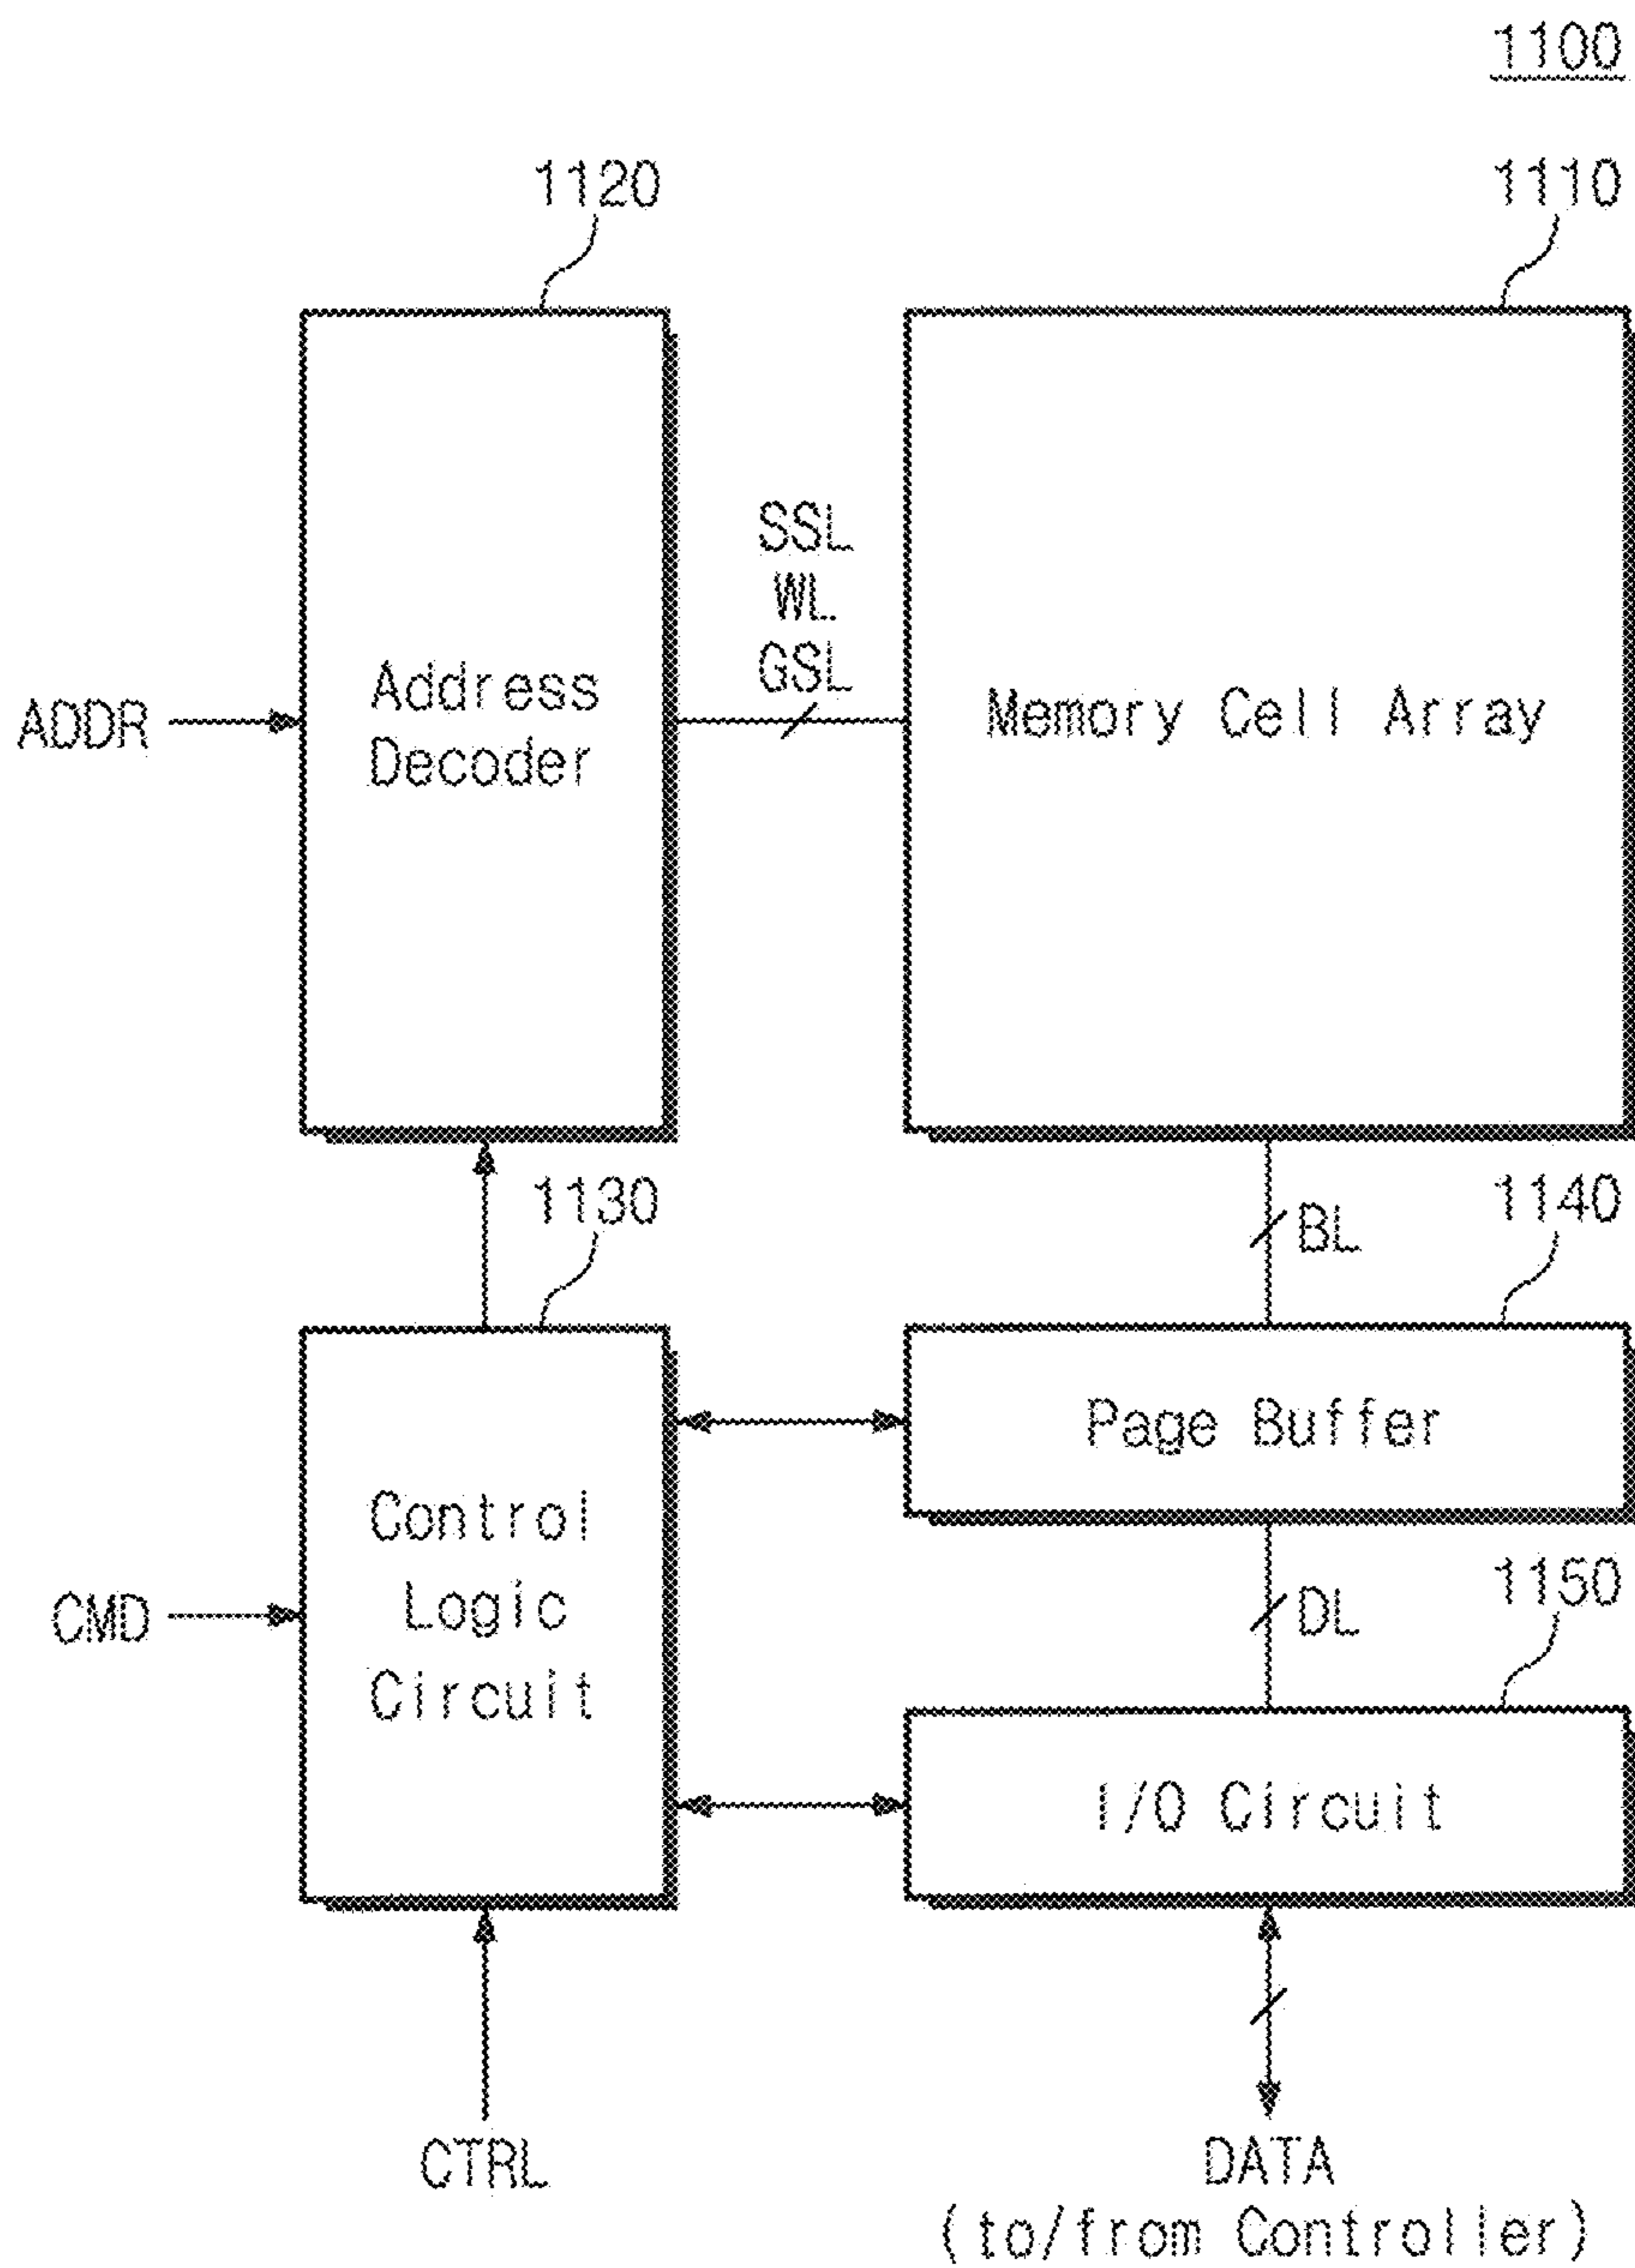 1100
1120
1110
SSL
WL
GSL
ADDR
Address
Decoder
Memory Cell Array
1130
BL
1140
Page Buffer
Control
Logic
Circuit
CMD
DL
1150
I/O Circuit
CTRL
DATA
(to/from Controller)